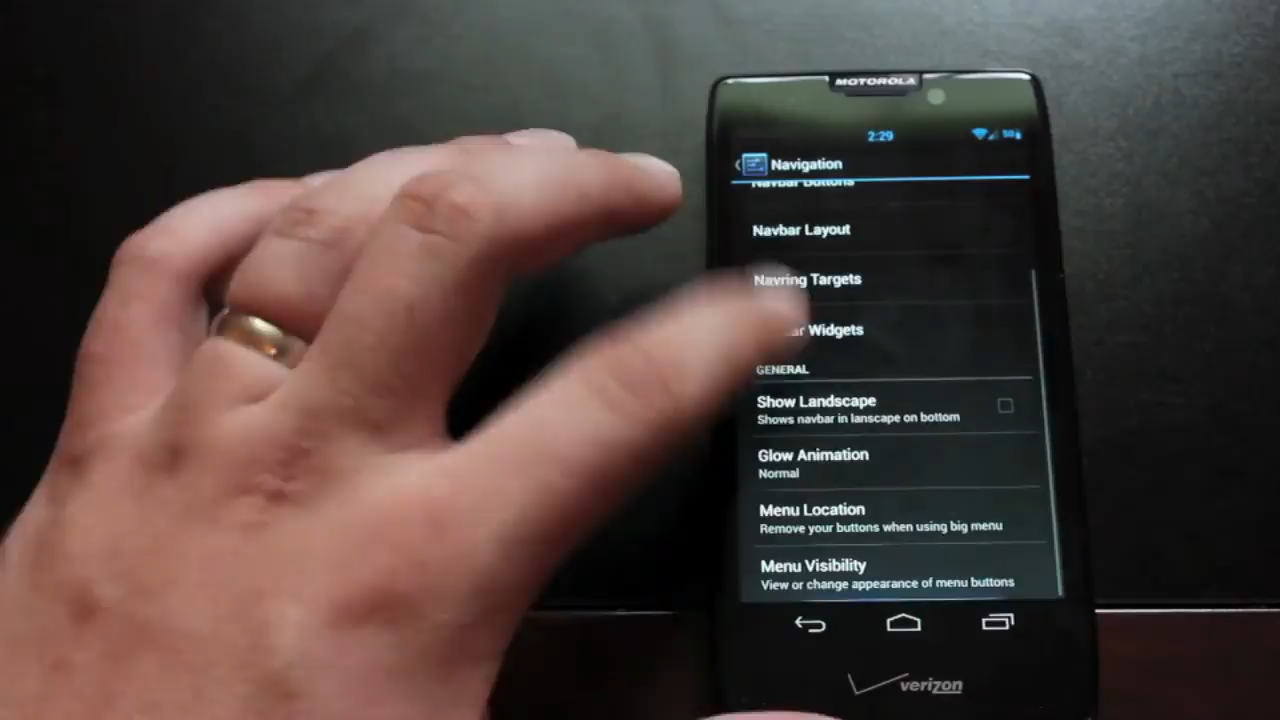 MOTOROLA
2:29
Navigation
Navbar Buttons
Navbar Layout
Navring Targets
Widgets
GENERAL
Show Landscape
Shows navbar in lanscape on bottom
Glow Animation
Normal
Menu Location
Remove your buttons when using big menu
Menu Visibility
View or change appearance of menu buttons
verizon